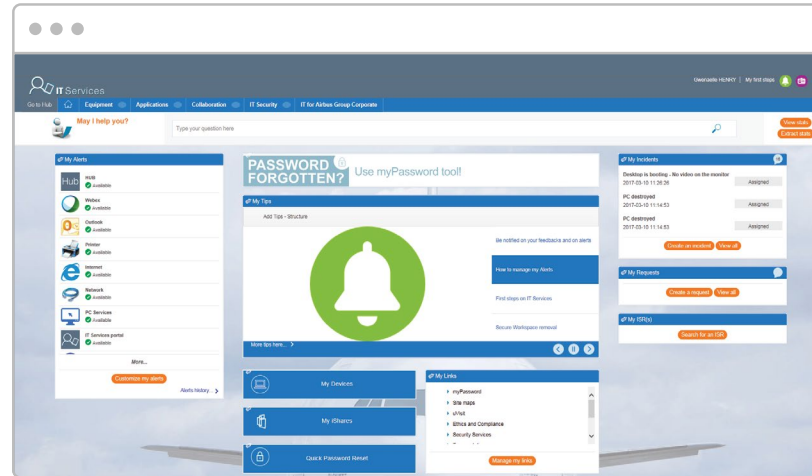 Gwenaelle HENRY | My first steps
IT Services
Go to Hub Equipment Applications Collaboration IT Security IT for Airbus Group Corporate
May I help you?
Type your question here
View stats
Extract stats
My Alerts
Hub
HUB
Available
Webex
Available
Outlook
Available
Printer
Available
Internet
Available
Network
Available
PC Services
Available
IT Services portal
Available
More...
Customize my alerts
Alerts history.
PASSWORD
FORGOTTEN?
Use myPassword tool!
My Tips
Add Tips - Structure
Be notified on your feedbacks and on alerts
How to manage my Alerts
First steps on IT Services
Secure Workspace removal
More tips here...
My Devices
My iShares
Quick Password Reset
My Links
myPassword
Site maps
Ethics and Compliance
Security Services
Manage my links
My Incidents
Desktop is booting - No video on the monitor
2017-03-10 11:26:26 Assigned
PC destroyed
2017-03-10 11:14:53 Assigned
PC destroyed
2017-03-10 11:14:53 Assigned
Create an incident View all
My Requests
Create a request View all
My ISR(s)
Search for an ISR